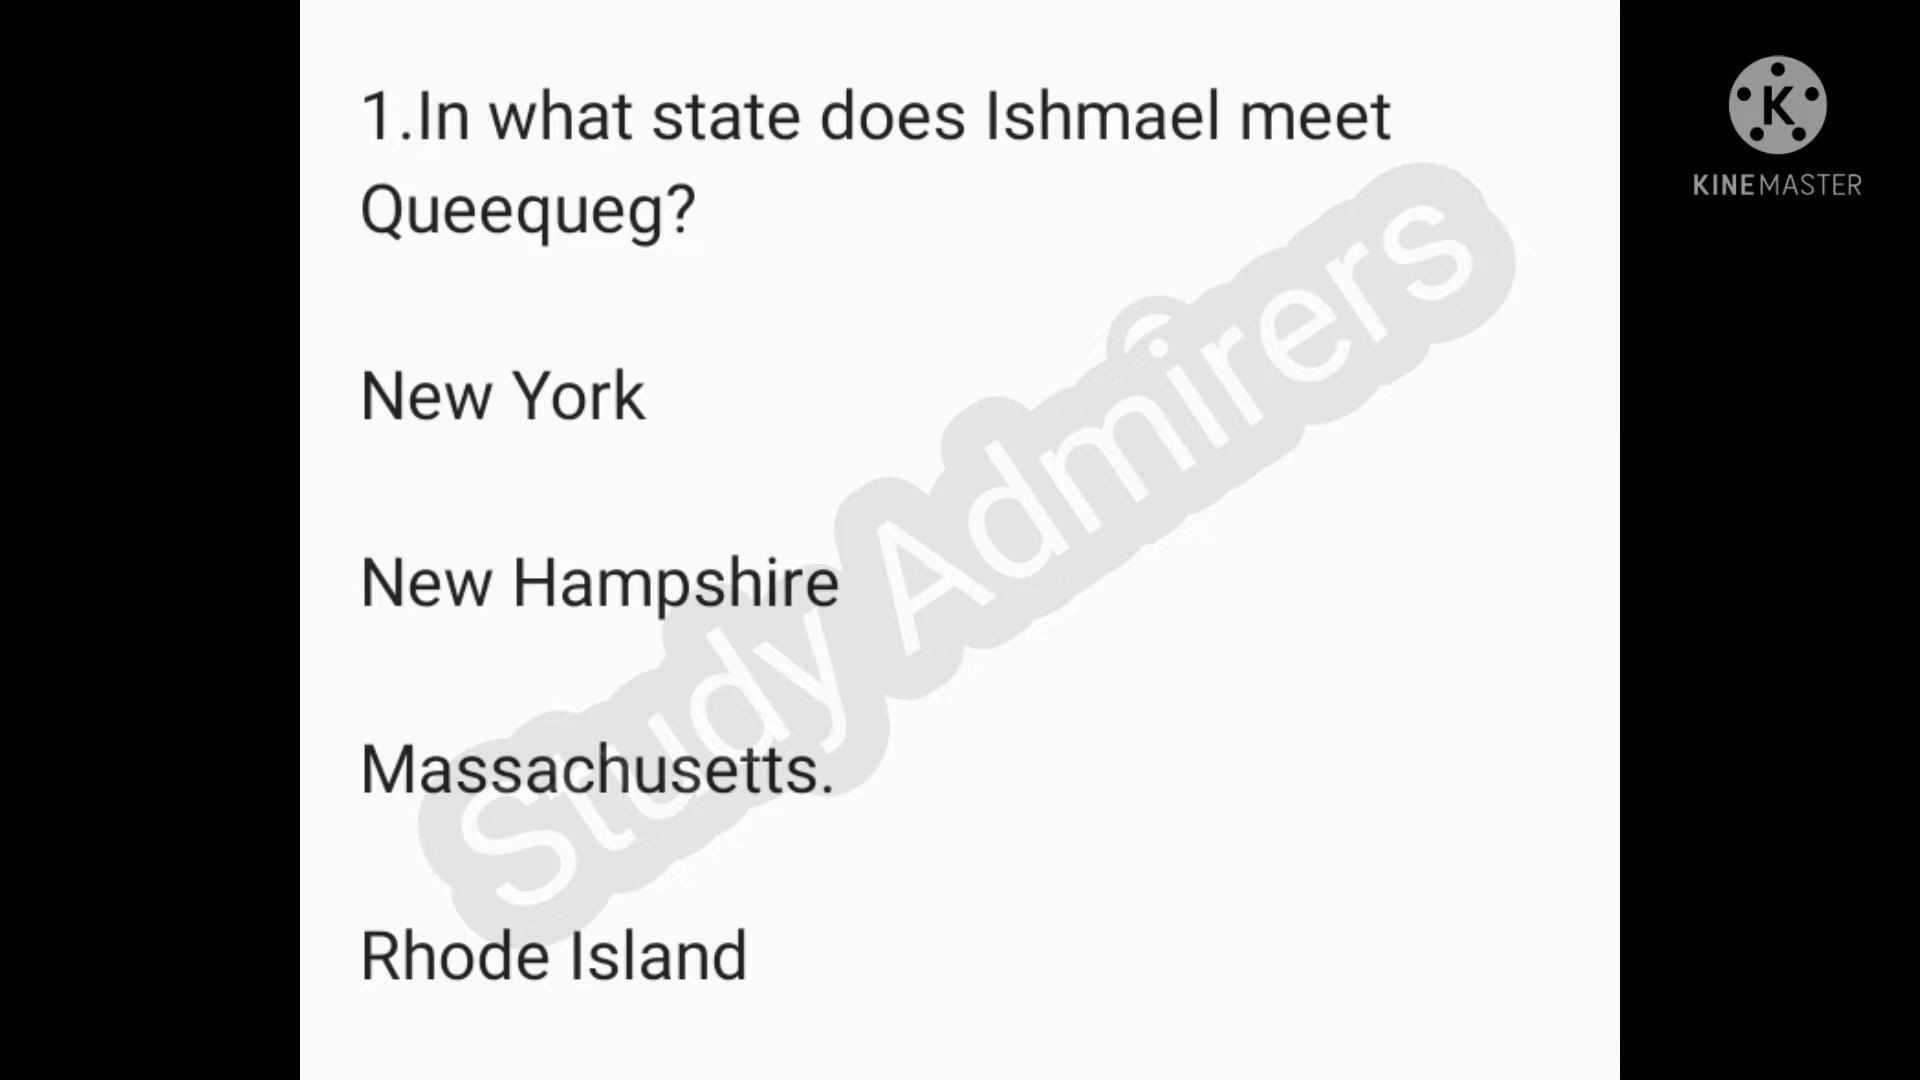 1.In what state does Ishmael meet
Queequeg?
New York
New Hampshire
Massachusetts.
Rhode Island
Study Admirers
K
KINEMASTER